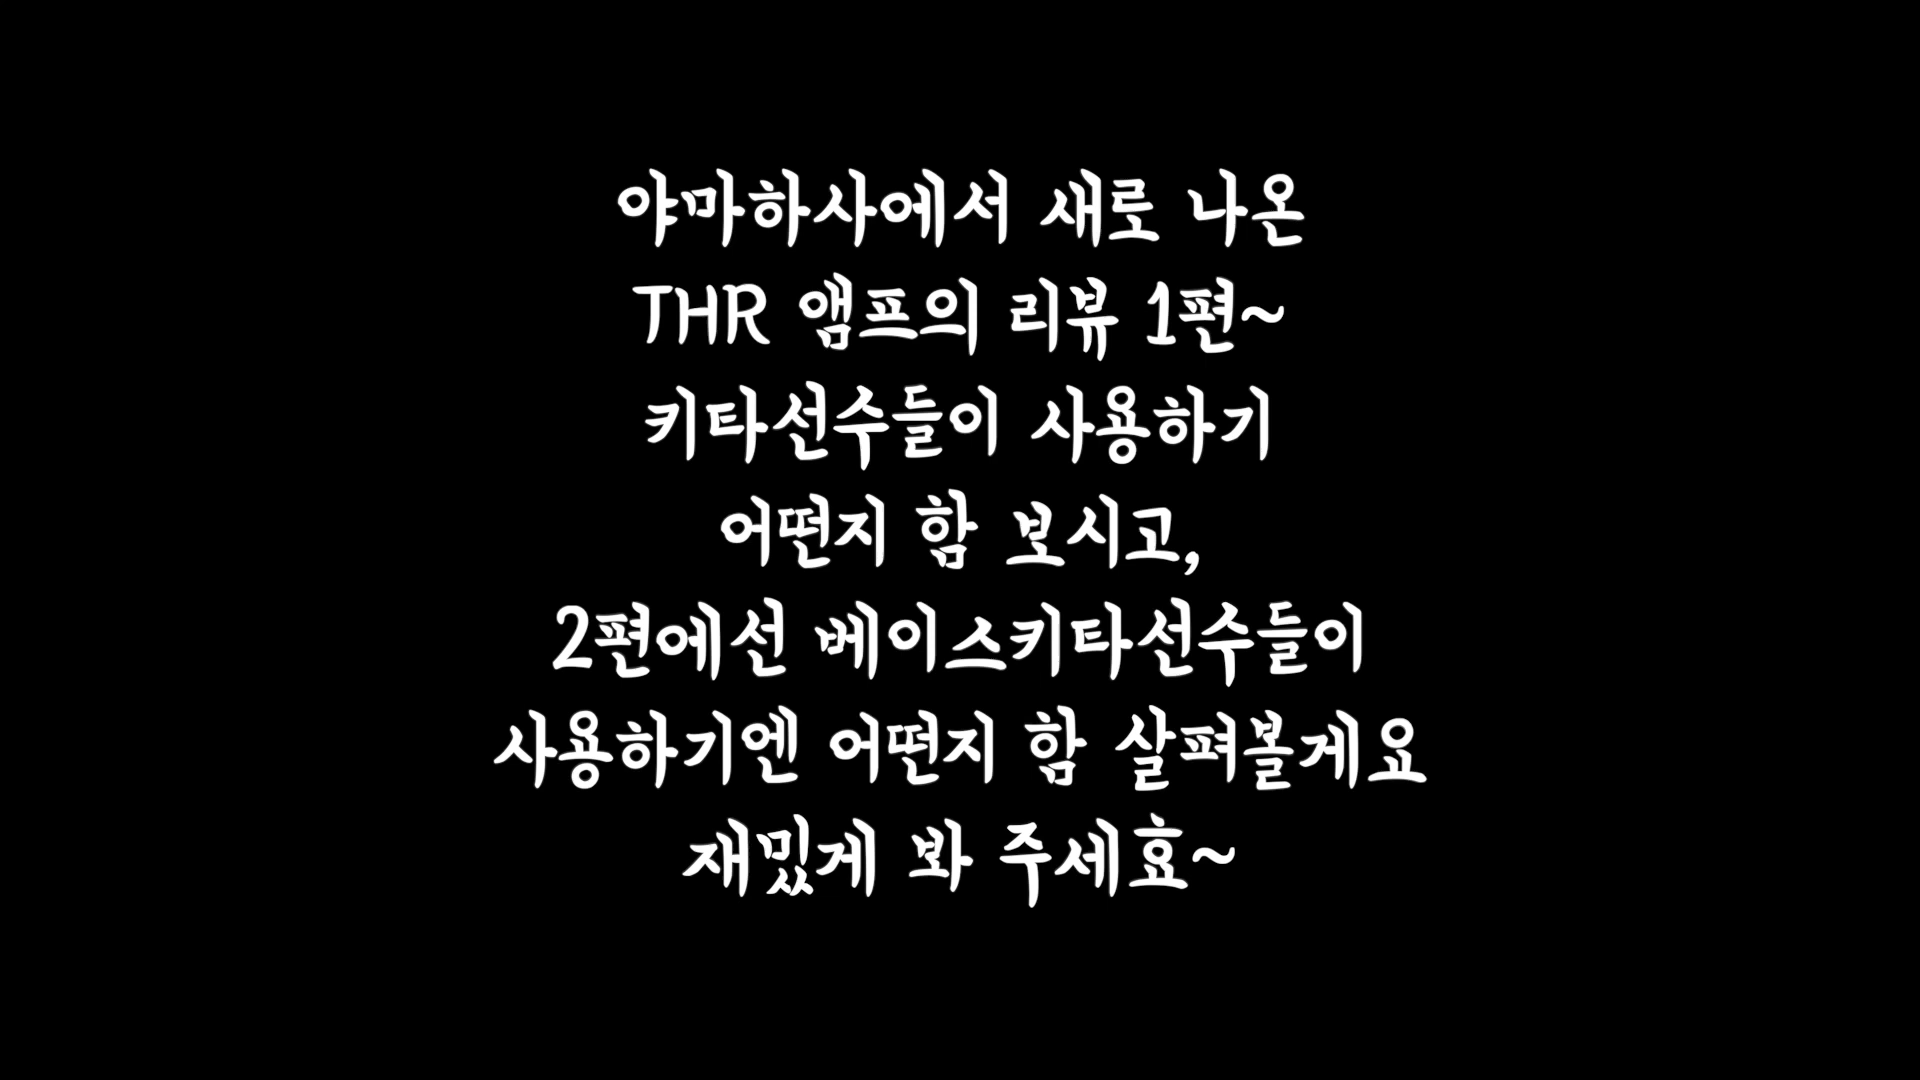 야마하사에서 새로 나온
THR 앰프의 리뷰 1편~
키타선수들이 사용하기
어떤지 함 보시고,
2편에선 베이스키타선수들이
사용하기엔 어떤지 함 살펴볼게요
재밌게 봐 주세효~